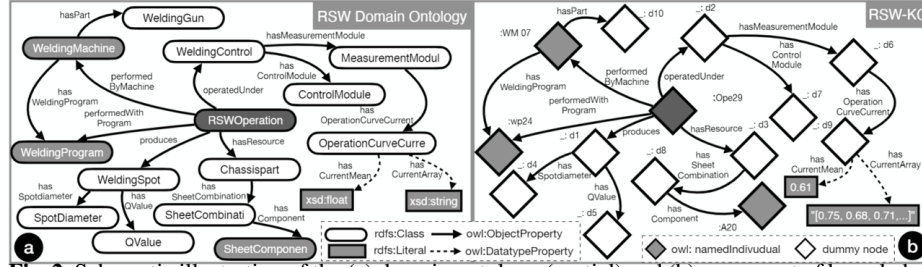 RSW Domain Ontology
WeldingGun
hasPart
WeldingMachine
WeldingControl
hasMeasurementModule
MeasurementModul
has
ControlModule
ControlModule
has
WeldingProgram
performed
ByMachine
operatedUnder
has
OperationCurveCurrent
performedWith
Program
RSWOperation
WeldingProgram
produces
hasResource
OperationCurveCurre
WeldingSpot
Chassispart
has
CurrentMean
has
CurrentArray
has
Spotdiameter
has
QValue
has
SheetCombination
xsd:float
xsd:string
SpotDiameter
SheetCombinati
has
Component
QValue
SheetComponen
a
rdfs:Class
owl:ObjectProperty
rdfs:Literal
owl:DatatypeProperty
RSW-KG
hasPart
_: d10
_: d2
:WM 07
hasMeasurementModule
_: d6
has
Control
Module
has
WeldingProgram
performed
ByMachine
operatedUnder
:Ope29
_: d7
has
Operation
CurveCurrent
performedWith
Program
:wp24
_: d1
produces
hasResource
_: d3
_: d9
_: d4
has
Spotdiameter
_: d8
has
Sheet
Combination
has
CurrentMean
has
CurrentArray
has
QValue
0.61
has
Component
_: d5
:A20
"[0.75, 0.68, 0.71,...]"
b
owl: namedIndivudual
dummy node